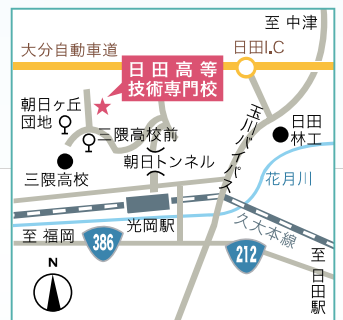 至 中津
大分自動車道
日田I.C
日田高等
技術専門校
朝日ヶ丘
団地
三隈高校前
玉川バイパス
日田
林工
朝日トンネル
三隈高校
花月川
光岡駅
久大本線
至 福岡
386
212
至 日田駅
N